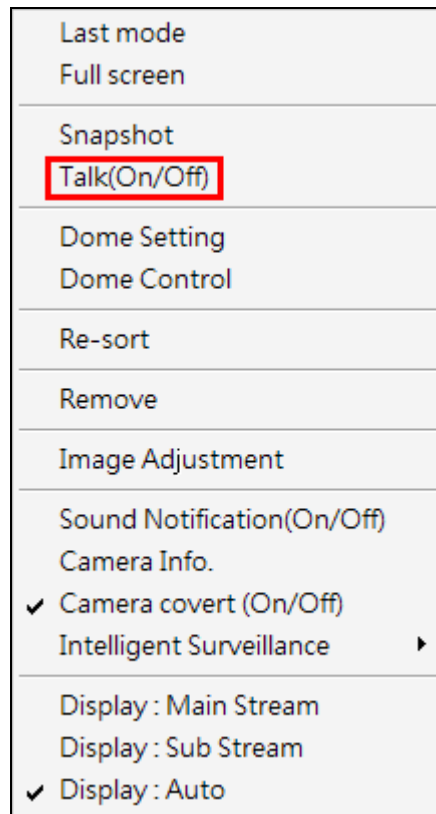 Last mode
Full screen
Snapshot
Talk(On/Off)
Dome Setting
Dome Control
Re-sort
Remove
Image Adjustment
Sound Notification(On/Off)
Camera Info.
Camera covert (On/Off)
Intelligent Surveillance
Display : Main Stream
Display : Sub Stream
Display : Auto